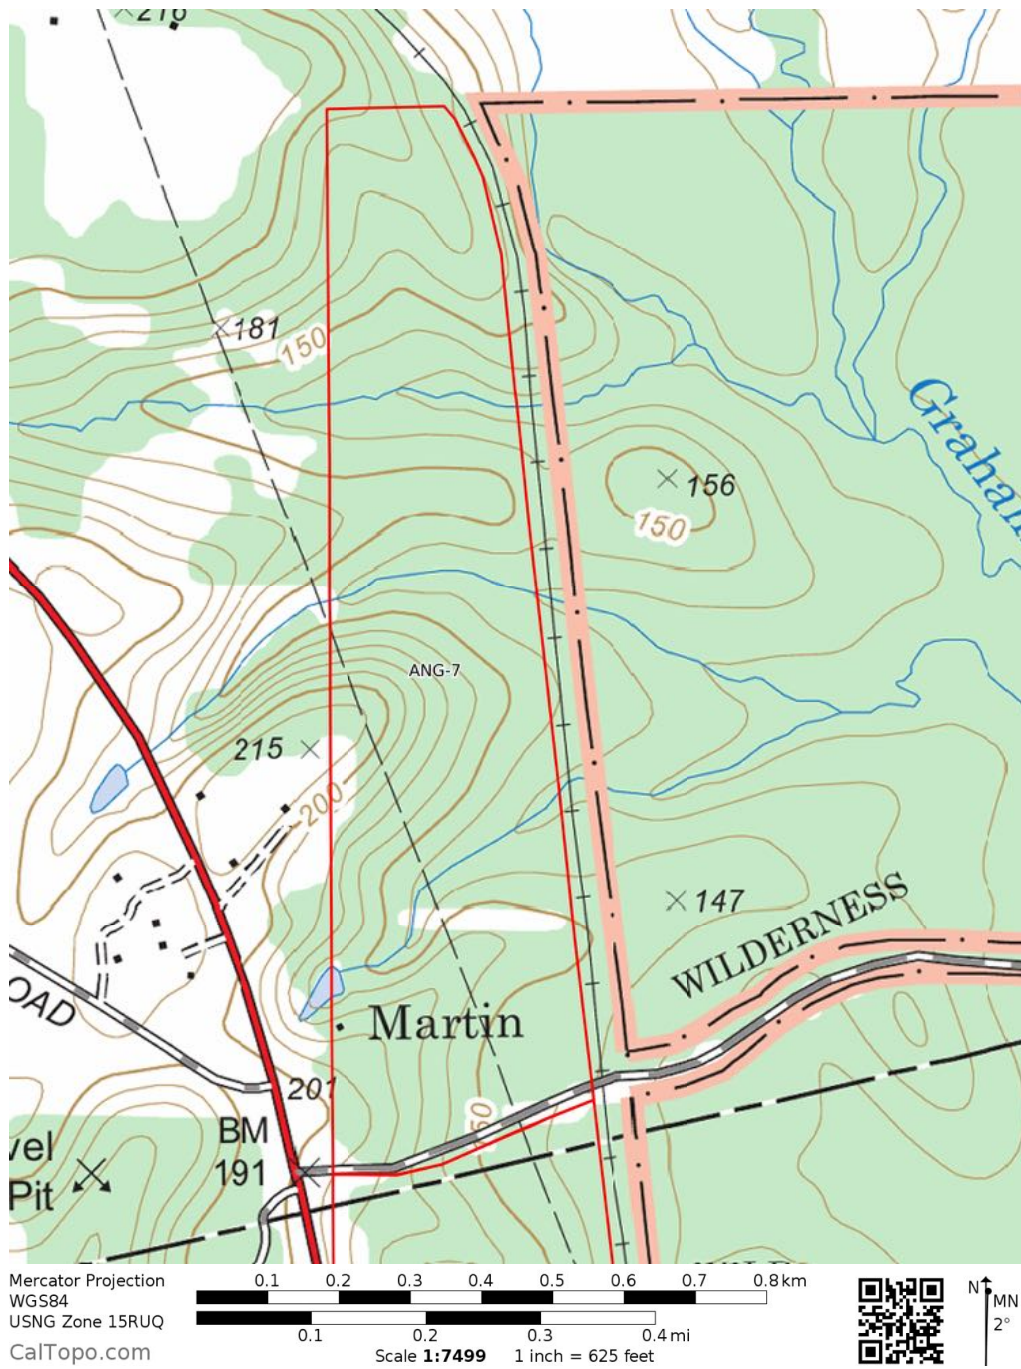 216
181
150
156
150
Graham
ANG-7
215
200
147
WILDERNESS
OAD
Martin
201
BM
191
vel
Pit
Mercator Projection
WGS84
USNG Zone 15RUQ
CalTopo.com
0.1 0.2 0.3 0.4 0.5 0.6 0.7 0.8 km
0.1 0.2 0.3 0.4 mi
Scale 1:7499 1 inch = 625 feet
N
MN
2°